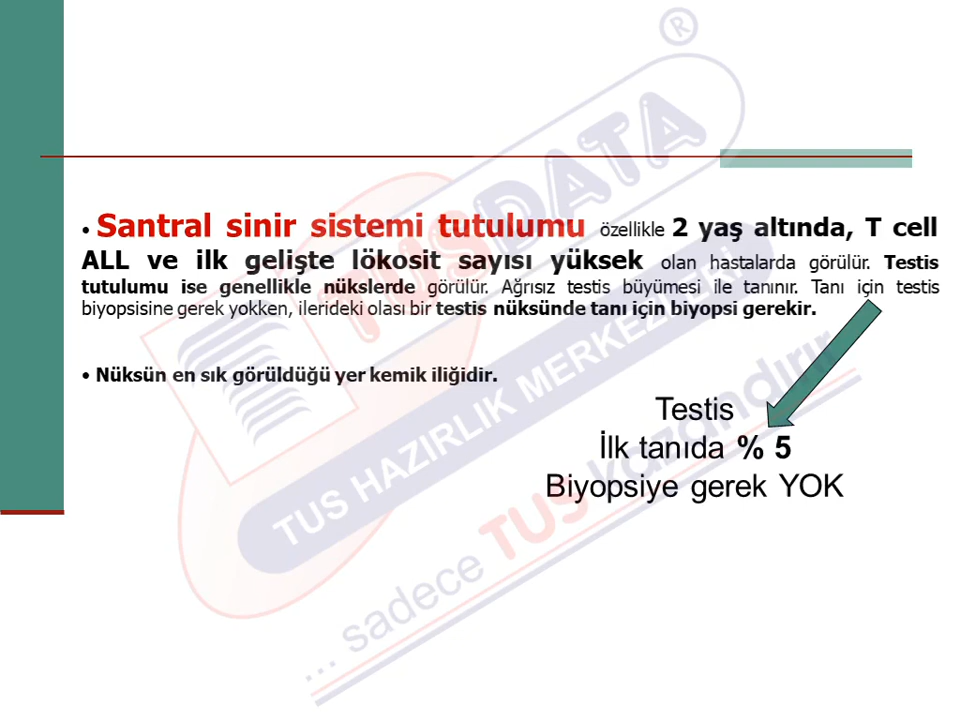 ®
TUSDATA
TUS HAZIRLIK MERKEZLERİ
... sadece TUS kazandırır
• Santral sinir sistemi tutulumu özellikle 2 yaş altında, T cell
ALL ve ilk gelişte lökosit sayısı yüksek olan hastalarda görülür. Testis
tutulumu ise genellikle nükslerde görülür. Ağrısız testis büyümesi ile tanınır. Tanı için testis
biyopsisine gerek yokken, ilerideki olası bir testis nüksünde tanı için biyopsi gerekir.
• Nüksün en sık görüldüğü yer kemik iliğidir.
Testis
İlk tanıda % 5
Biyopsiye gerek YOK